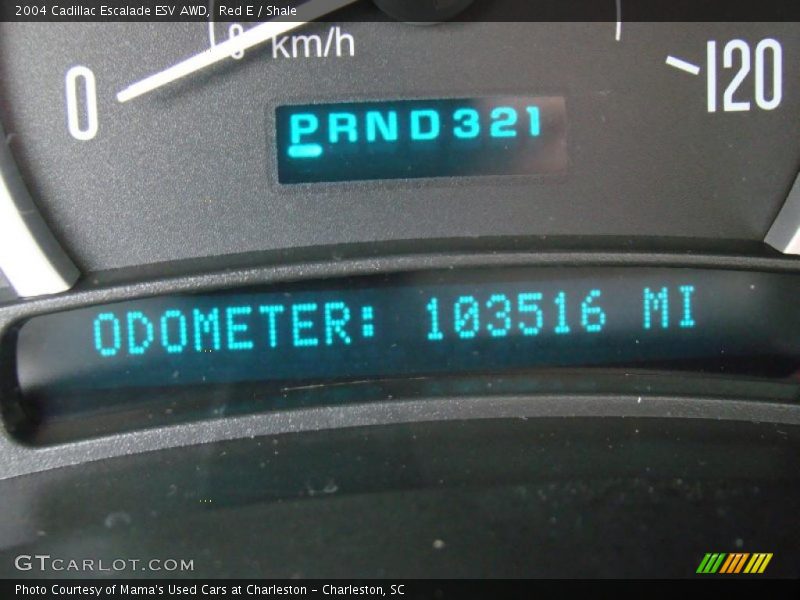 2004 Cadillac Escalade ESV AWD, Red E / Shale
0
km/h
0
120
PRND321
ODOMETER: 103516 MI
GTCARLOT.COM
Photo Courtesy of Mama's Used Cars at Charleston - Charleston, SC